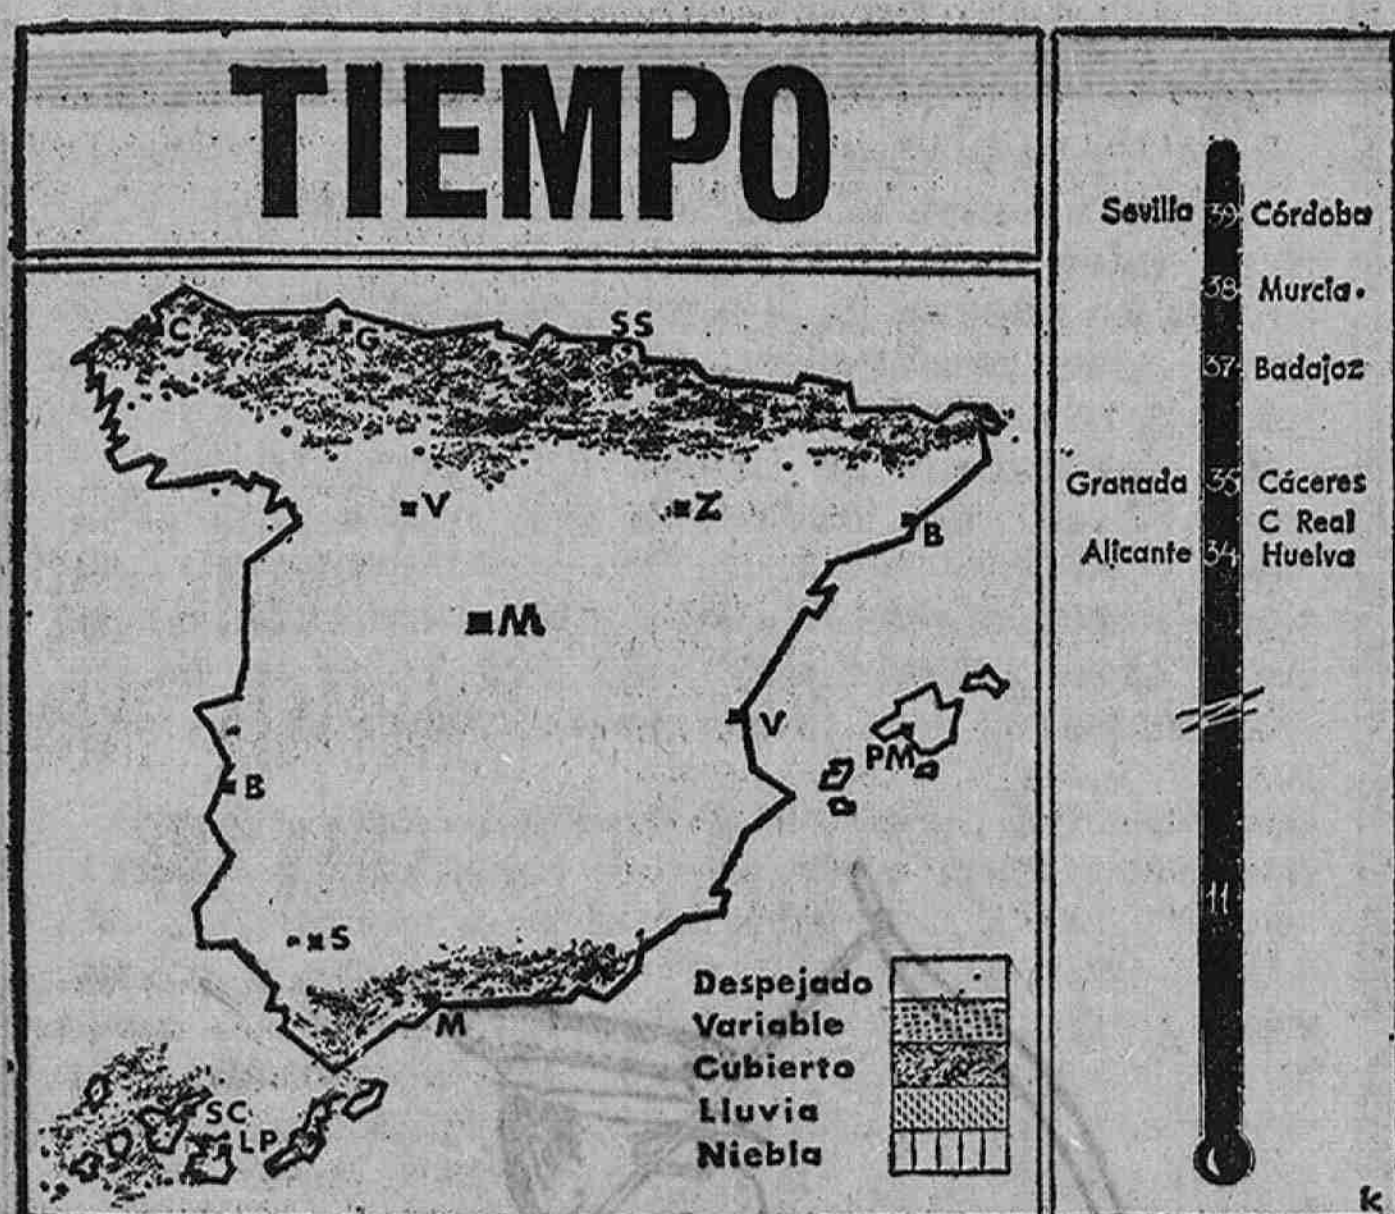 TIEMPO
C
G
SS
V
Z
B
M
V
PM
B
S
M
SC
LP
Despejado
Variable
Cubierto
Lluvia
Niebla
Sevilla 39 Córdoba
38 Murcia.
37 Badajoz
Granada 35 Cáceres
C Real
Alicante 34 Huelva
11
k